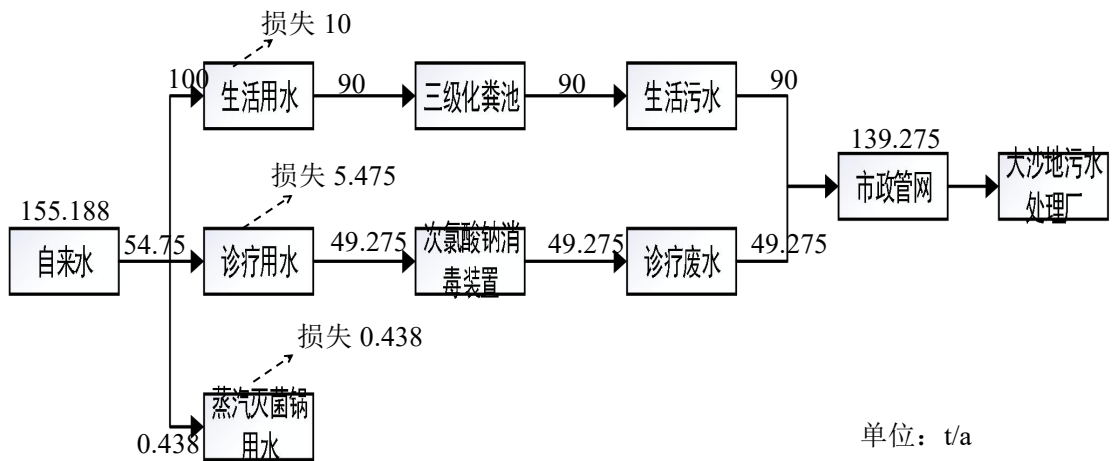 损失 10
100
生活用水
90
三级化粪池
90
生活污水
90
139.275
市政管网
大沙地污水
处理厂
损失 5.475
155.188
自来水
54.75
诊疗用水
49.275
次氯酸钠消
毒装置
49.275
诊疗废水
49.275
损失 0.438
蒸汽灭菌锅
用水
0.438
单位：t/a